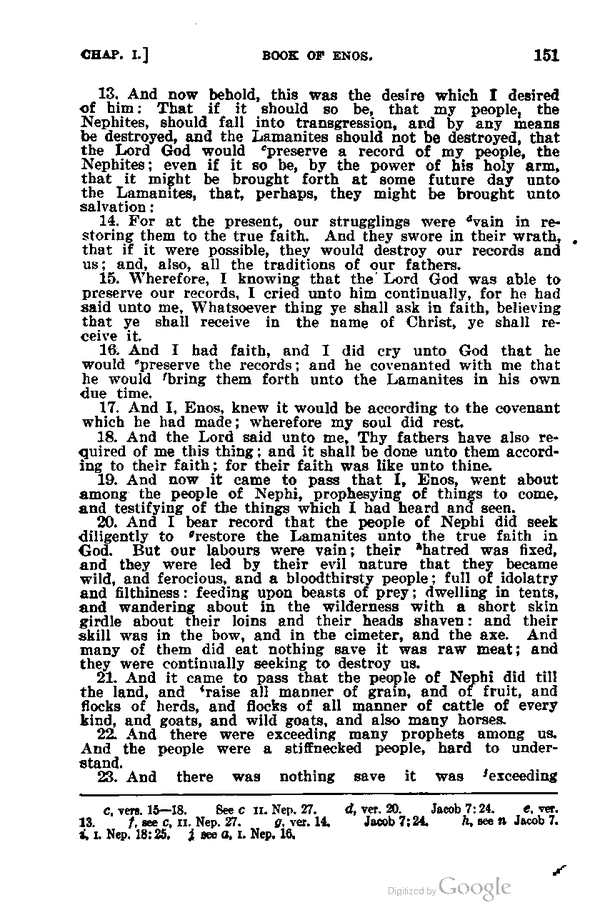 CHAP. I.] BOOK OF ENOS. 151
13. And now behold, this was the desire which I desired
of him: That if it should so be, that my people, the
Nephites, should fall into transgression, and by any means
be destroyed, and the Lamanites should not be destroyed, that
the Lord God would ᶜpreserve a record of my people, the
Nephites; even if it so be, by the power of his holy arm,
that it might be brought forth at some future day unto
the Lamanites, that, perhaps, they might be brought unto
salvation:
14. For at the present, our strugglings were ᵈvain in re-
storing them to the true faith. And they swore in their wrath,
that if it were possible, they would destroy our records and
us; and, also, all the traditions of our fathers.
15. Wherefore, I knowing that the Lord God was able to
preserve our records, I cried unto him continually, for he had
said unto me, Whatsoever thing ye shall ask in faith, believing
that ye shall receive in the name of Christ, ye shall re-
ceive it.
16. And I had faith, and I did cry unto God that he
would ᵉpreserve the records; and he covenanted with me that
he would ᶠbring them forth unto the Lamanites in his own
due time.
17. And I, Enos, knew it would be according to the covenant
which he had made; wherefore my soul did rest.
18. And the Lord said unto me, Thy fathers have also re-
quired of me this thing; and it shall be done unto them accord-
ing to their faith; for their faith was like unto thine.
19. And now it came to pass that I, Enos, went about
among the people of Nephi, prophesying of things to come,
and testifying of the things which I had heard and seen.
20. And I bear record that the people of Nephi did seek
diligently to ᵍrestore the Lamanites unto the true faith in
God. But our labours were vain; their ʰhatred was fixed,
and they were led by their evil nature that they became
wild, and ferocious, and a bloodthirsty people; full of idolatry
and filthiness: feeding upon beasts of prey; dwelling in tents,
and wandering about in the wilderness with a short skin
girdle about their loins and their heads shaven: and their
skill was in the bow, and in the cimeter, and the axe. And
many of them did eat nothing save it was raw meat; and
they were continually seeking to destroy us.
21. And it came to pass that the people of Nephi did till
the land, and ⁱraise all manner of grain, and of fruit, and
flocks of herds, and flocks of all manner of cattle of every
kind, and goats, and wild goats, and also many horses.
22. And there were exceeding many prophets among us.
And the people were a stiffnecked people, hard to under-
stand.
23. And there was nothing save it was ʲexceeding
c, vers. 15—18. See c II. Nep. 27. d, ver. 20. Jacob 7:24. e, ver.
13. f, see c, II. Nep. 27. g, ver. 14. Jacob 7:24. h, see n Jacob 7.
i, I. Nep. 18:25. j see a, I. Nep. 16.
Digitized by Google